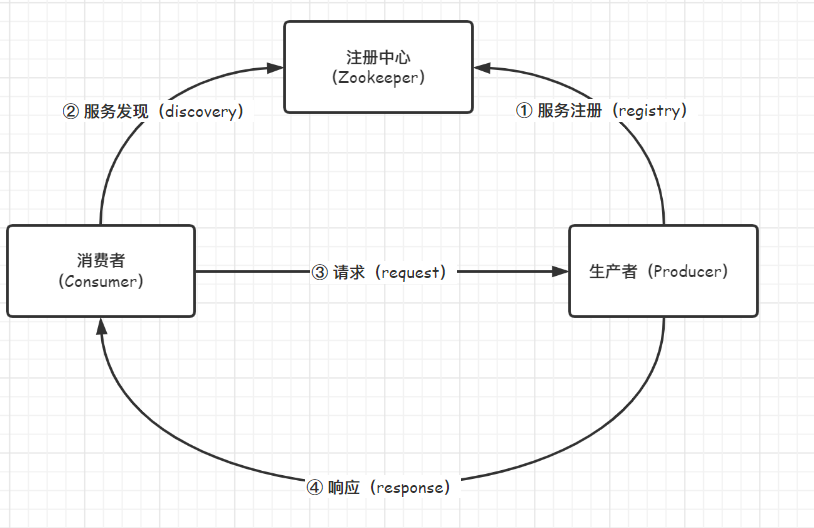 注册中心
(Zookeeper)
② 服务发现（discovery）
① 服务注册（registry）
消费者
(Consumer)
③ 请求（request）
生产者（Producer）
④ 响应（response）